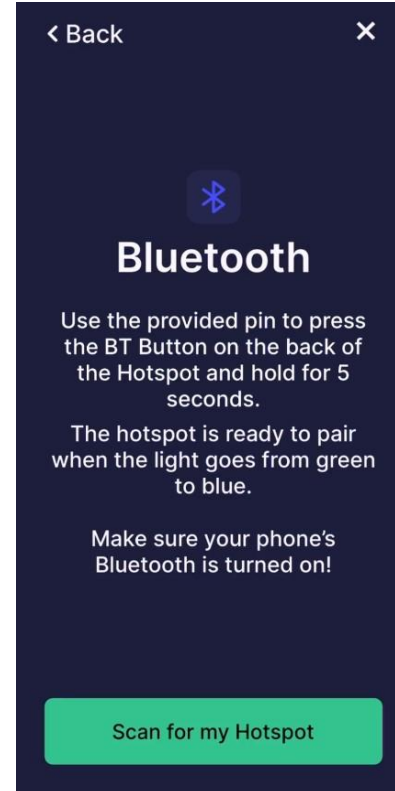 < Back
×
Bluetooth
Use the provided pin to press
the BT Button on the back of
the Hotspot and hold for 5
seconds.
The hotspot is ready to pair
when the light goes from green
to blue.
Make sure your phone’s
Bluetooth is turned on!
Scan for my Hotspot